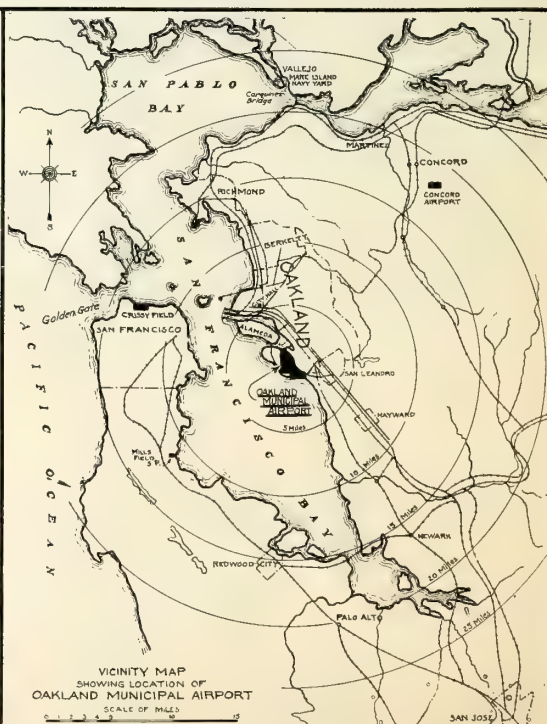 VALLEJO
MARE ISLAND
NAVY YARD
Carquinez
Bridge
SAN PABLO
BAY
MARTINEZ
N
W
E
S
CONCORD
CONCORD
AIRPORT
RICHMOND
BERKELEY
OAKLAND
SAN FRANCISCO BAY
Golden Gate
CRISSY FIELD
SAN FRANCISCO
ALAMEDA
PACIFIC OCEAN
SAN LEANDRO
OAKLAND
MUNICIPAL
AIRPORT
5 MILES
HAYWARD
MILLS
FIELD
S.F.
10 MILES
15 MILES
NEWARK
20 MILES
REDWOOD CITY
25 MILES
PALO ALTO
VICINITY MAP
SHOWING LOCATION OF
OAKLAND MUNICIPAL AIRPORT
SCALE OF MILES
0 1 2 3 4 5 10 15
SAN JOSE